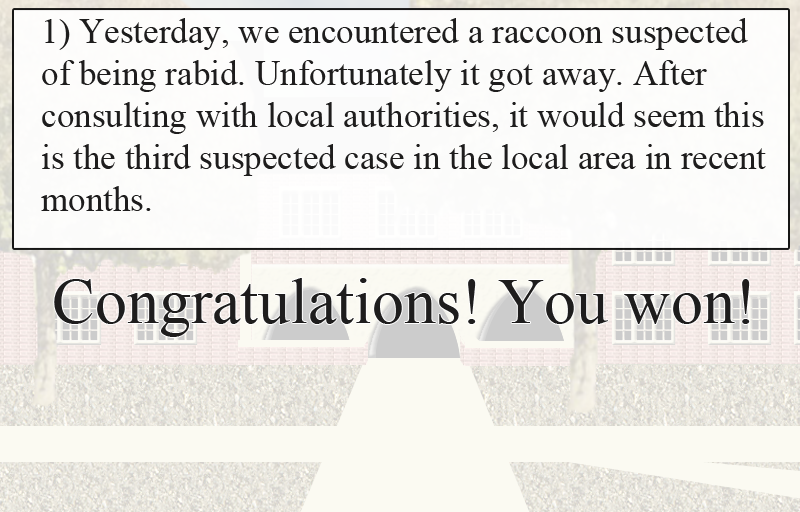 1) Yesterday, we encountered a raccoon suspected
of being rabid. Unfortunately it got away. After
consulting with local authorities, it would seem this
is the third suspected case in the local area in recent
months.
Congratulations! You won!